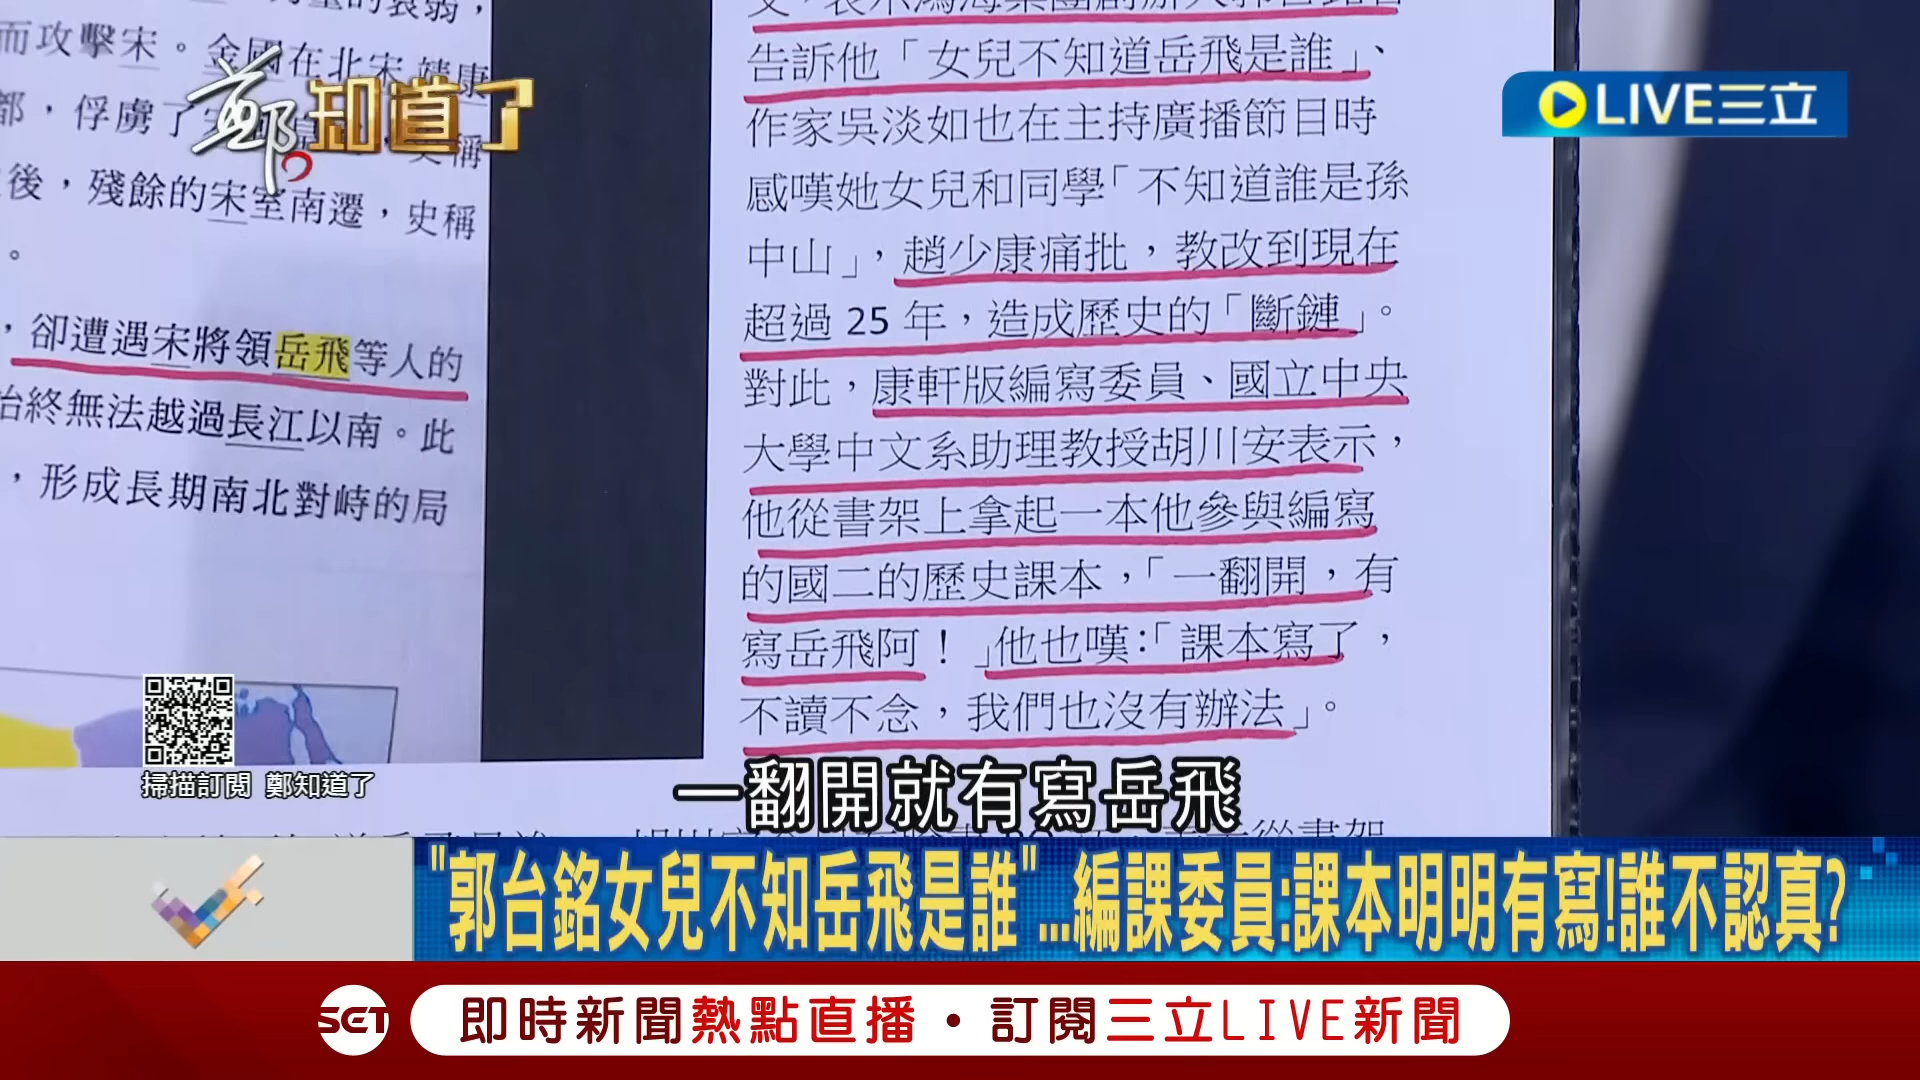 而攻擊宋。金國在北宋靖康
都，俘虜了
後，殘餘的宋室南遷，史稱
。
，卻遭遇宋將領岳飛等人的
始終無法越過長江以南。此
，形成長期南北對峙的局
鄭知道了
告訴他「女兒不知道岳飛是誰」、
作家吳淡如也在主持廣播節目時
感嘆她女兒和同學「不知道誰是孫
中山」，趙少康痛批，教改到現在
超過 25 年，造成歷史的「斷鏈」。
對此，康軒版編寫委員、國立中央
大學中文系助理教授胡川安表示，
他從書架上拿起一本他參與編寫
的國二的歷史課本，「一翻開，有
寫岳飛阿！」他也嘆：「課本寫了，
不讀不念，我們也沒有辦法」。
LIVE三立
掃描訂閱 鄭知道了
一翻開就有寫岳飛
"郭台銘女兒不知岳飛是誰"...編課委員:課本明明有寫!誰不認真?
SET 即時新聞熱點直播・訂閱三立LIVE新聞